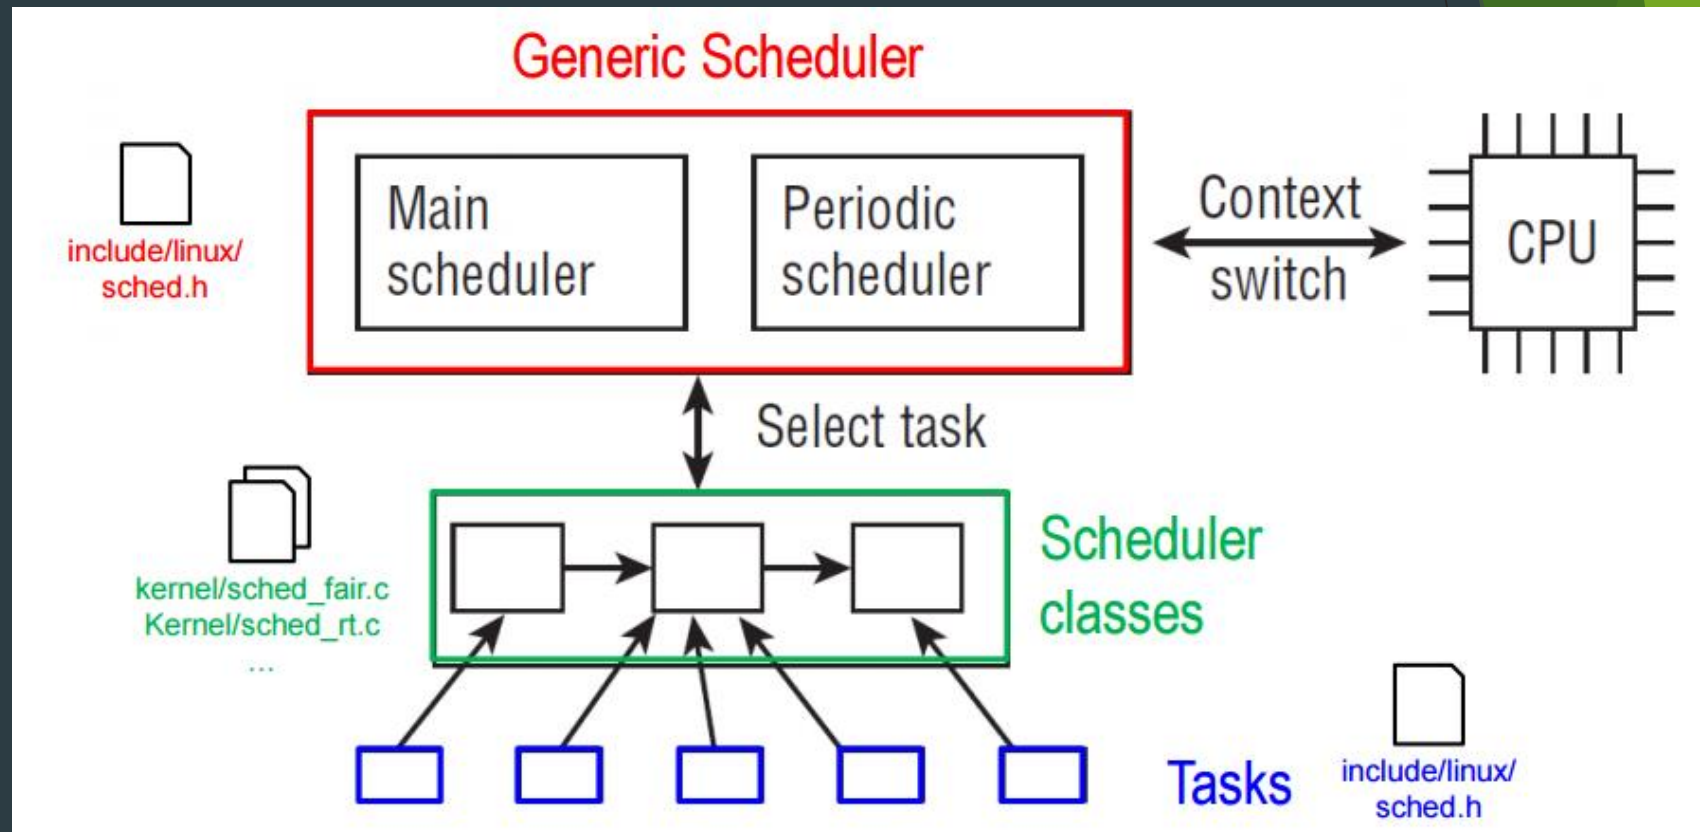 Generic Scheduler
include/linux/
sched.h
Main
scheduler
Periodic
scheduler
Context
switch
CPU
Select task
kernel/sched_fair.c
Kernel/sched_rt.c
...
Scheduler
classes
Tasks
include/linux/
sched.h